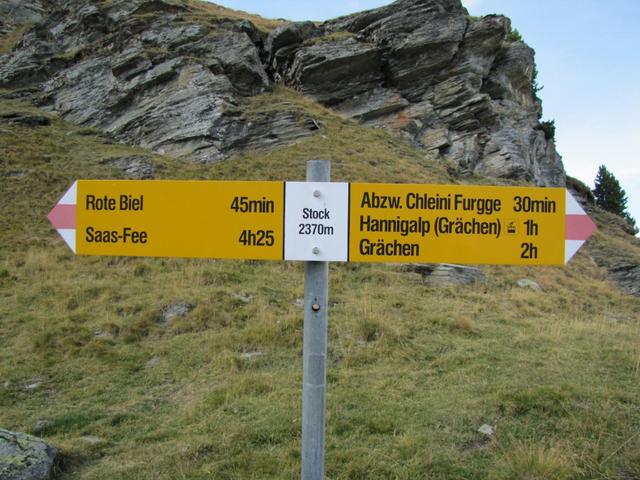 Rote Biel 45min
Saas-Fee 4h25
Stock
2370m
Abzw. Chleini Furgge 30min
Hannigalp (Grächen) 1h
Grächen 2h